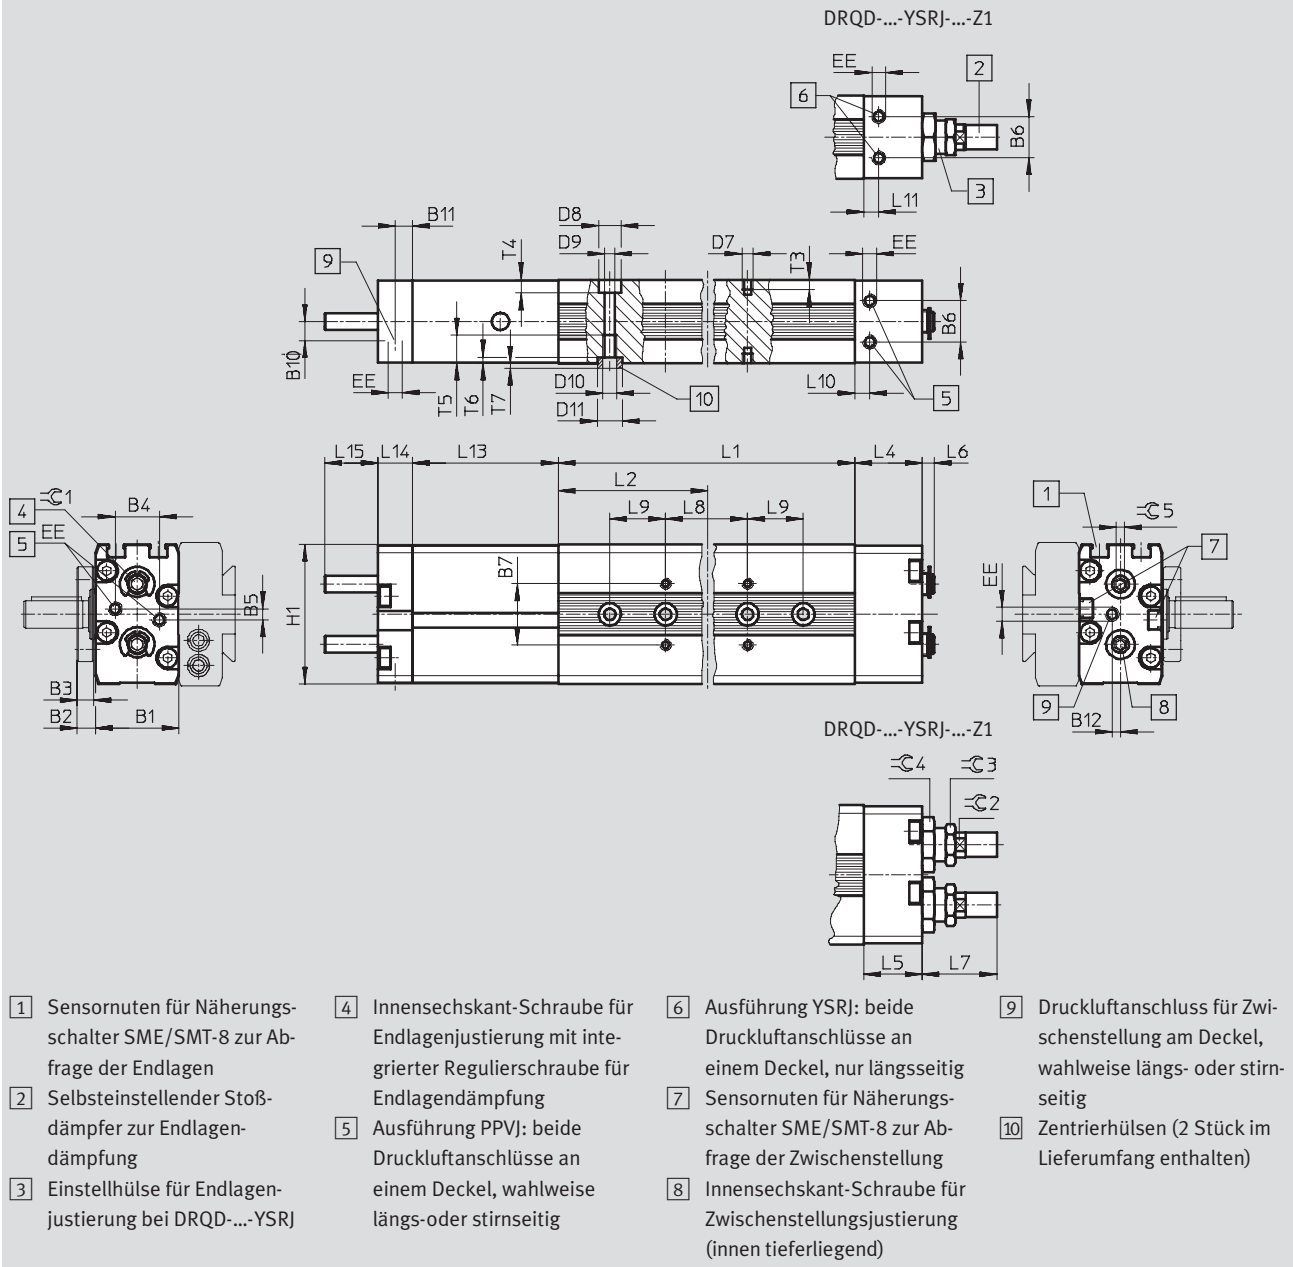 DRQD-...-YSRJ-...-Z1
EE
2
6
B6
3
L11
B11
D8
D9
T4
D7
T3
EE
9
B10
EE
T5
T6
T7
D10
D11
10
L10
5
B6
L15
L14
L13
L1
L4
L6
L2
L9
L8
L9
4
1
B4
5
EE
B5
B3
B2
B1
H1
B7
1
5
7
EE
9
B12
8
DRQD-...-YSRJ-...-Z1
4
3
2
L5
L7
1 Sensornuten für Näherungs-
schalter SME/SMT-8 zur Ab-
frage der Endlagen
2 Selbsteinstellender Stoß-
dämpfer zur Endlagen-
dämpfung
3 Einstellhülse für Endlagen-
justierung bei DRQD-...-YSRJ
4 Innensechskant-Schraube für
Endlagenjustierung mit inte-
grierter Regulierschraube für
Endlagendämpfung
5 Ausführung PPVJ: beide
Druckluftanschlüsse an
einem Deckel, wahlweise
längs-oder stirnseitig
6 Ausführung YSRJ: beide
Druckluftanschlüsse an
einem Deckel, nur längsseitig
7 Sensornuten für Näherungs-
schalter SME/SMT-8 zur Ab-
frage der Zwischenstellung
8 Innensechskant-Schraube für
Zwischenstellungsjustierung
(innen tieferliegend)
9 Druckluftanschluss für Zwi-
schenstellung am Deckel,
wahlweise längs- oder stirn-
seitig
10 Zentrierhülsen (2 Stück im
Lieferumfang enthalten)